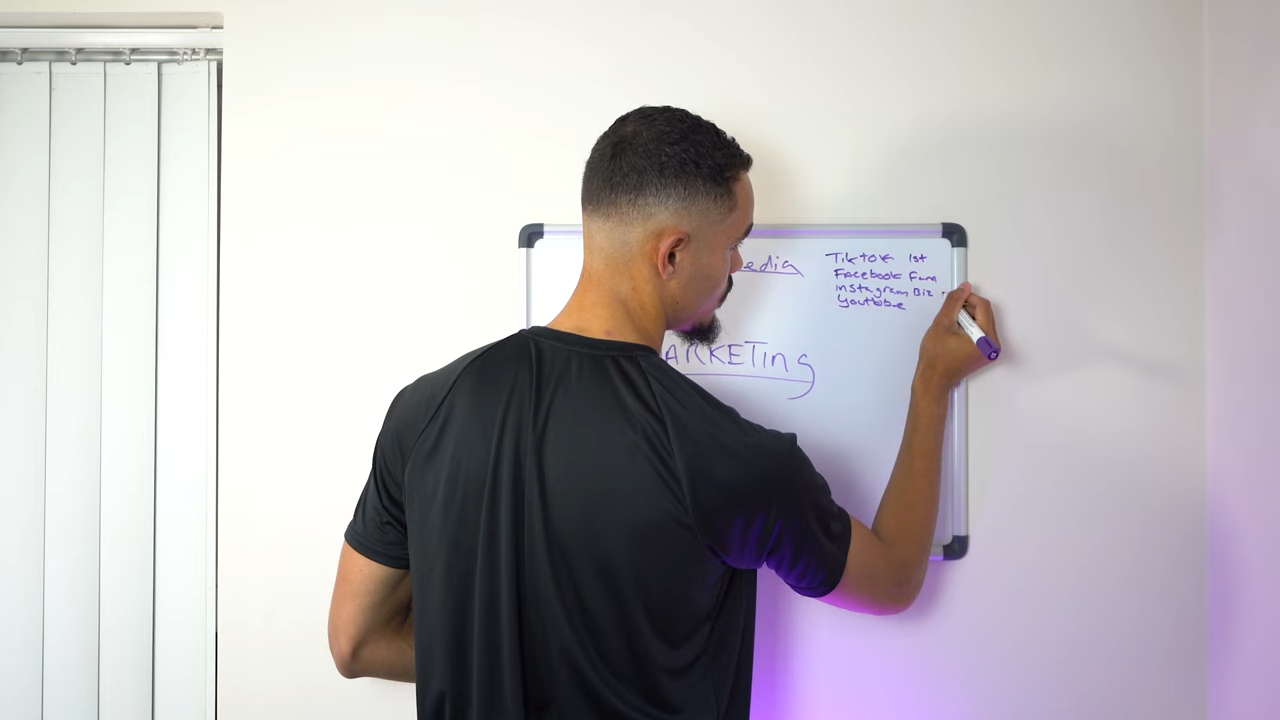 edia
Tiktok 1st
Facebook Fam
instagram Biz
Youtube
ARKETing